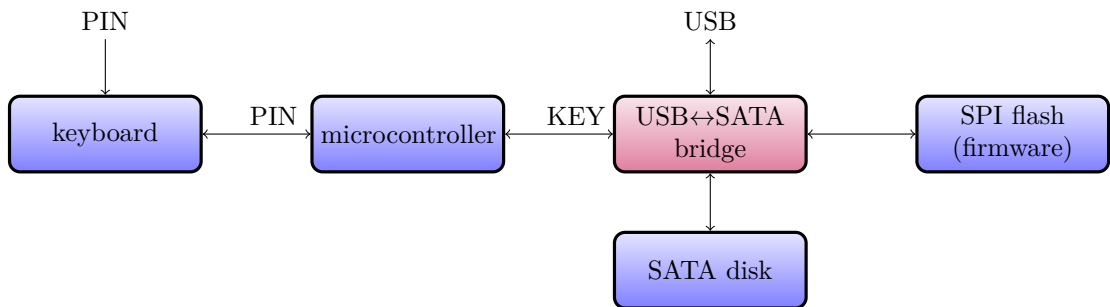 PIN
USB
keyboard
PIN
microcontroller
KEY
USB↔SATA
bridge
SPI flash
(firmware)
SATA disk